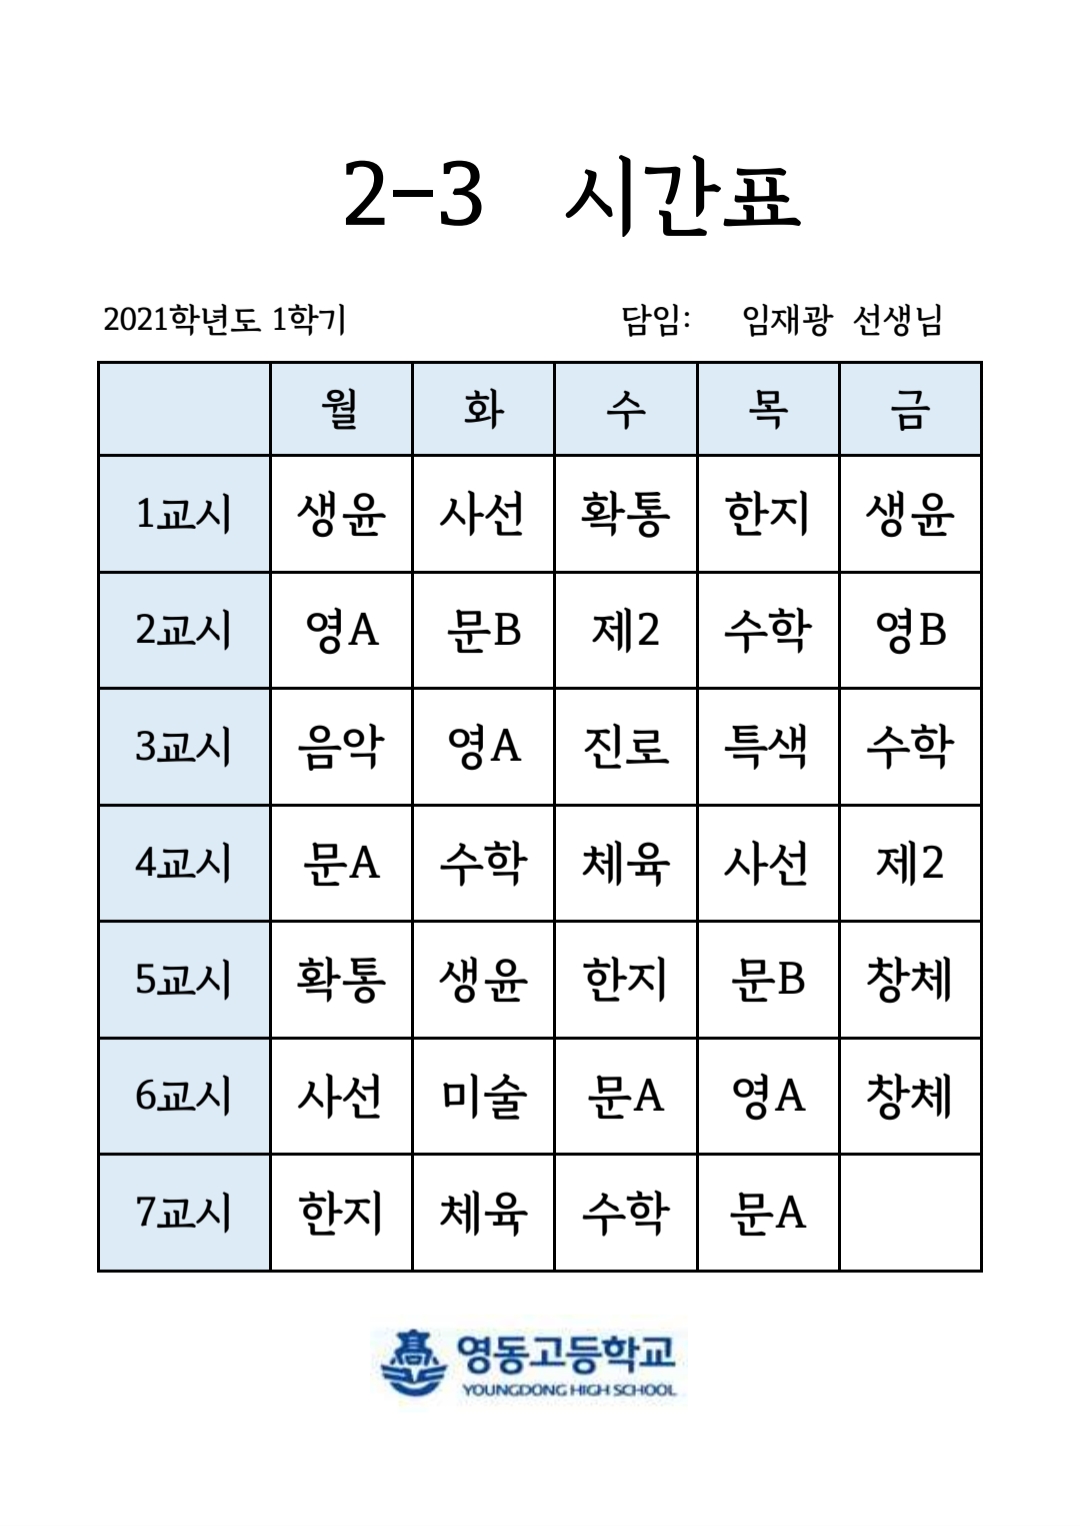 2-3 시간표
2021학년도 1학기 담임: 임재광 선생님
월 화 수 목 금
1교시 생윤 사선 확통 한지 생윤
2교시 영A 문B 제2 수학 영B
3교시 음악 영A 진로 특색 수학
4교시 문A 수학 체육 사선 제2
5교시 확통 생윤 한지 문B 창체
6교시 사선 미술 문A 영A 창체
7교시 한지 체육 수학 문A
高 영동고등학교
YOUNGDONG HIGH SCHOOL